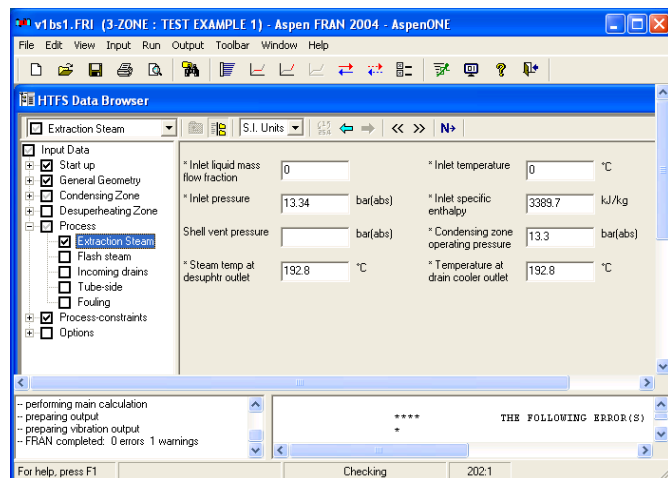 v1bs1.FRI (3-ZONE : TEST EXAMPLE 1) - Aspen FRAN 2004 - AspenONE
File Edit View Input Run Output Toolbar Window Help
HTFS Data Browser
Extraction Steam
S.I. Units
N
Input Data
Start up
General Geometry
Condensing Zone
Desuperheating Zone
Process
Extraction Steam
Flash steam
Incoming drains
Tube-side
Fouling
Process-constraints
Options
* Inlet liquid mass flow fraction 0
* Inlet temperature 0 °C
* Inlet pressure 13.34 bar(abs)
* Inlet specific enthalpy 3389.7 kJ/kg
Shell vent pressure bar(abs)
* Condensing zone operating pressure 13.3 bar(abs)
* Steam temp at desuphtr outlet 192.8 °C
* Temperature at drain cooler outlet 192.8 °C
-- performing main calculation
-- preparing output
-- preparing vibration output
-- FRAN completed: 0 errors 1 warnings
**** THE FOLLOWING ERROR(S)
*
For help, press F1
Checking
202:1